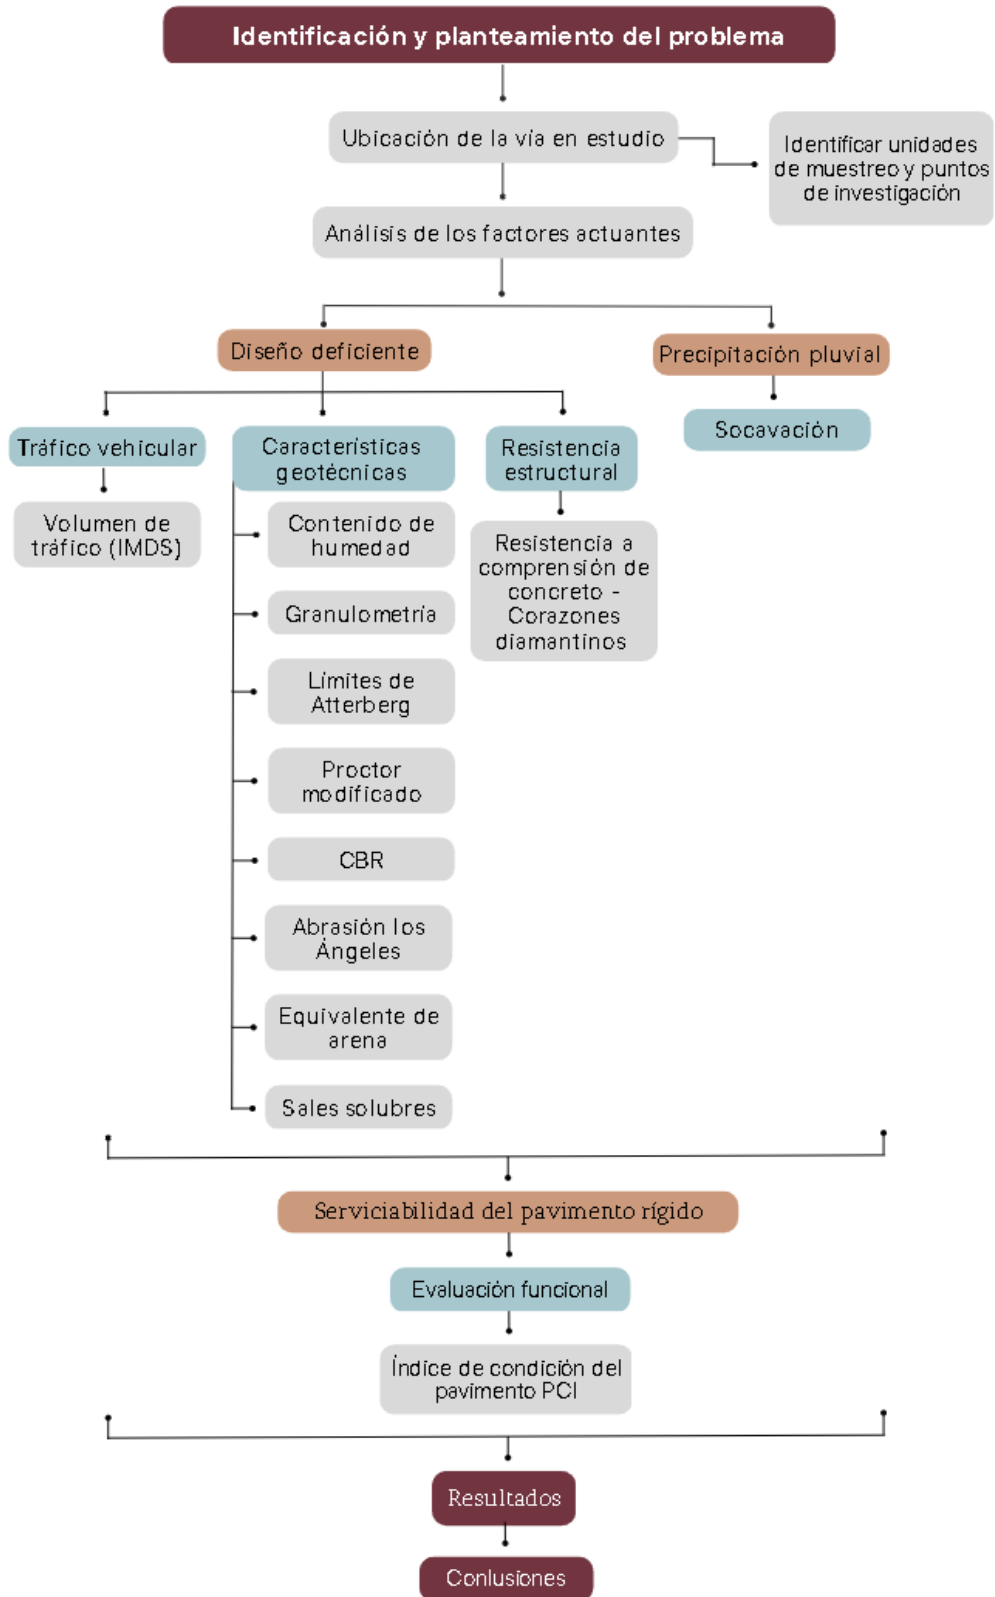 Identificación y planteamiento del problema
Ubicación de la vía en estudio
Identificar unidades
de muestreo y puntos
de investigación
Análisis de los factores actuantes
Diseño deficiente
Precipitación pluvial
Tráfico vehicular
Características
geotécnicas
Resistencia
estructural
Socavación
Volumen de
tráfico (IMDS)
Contenido de
humedad
Granulometría
Límites de
Atterberg
Proctor
modificado
CBR
Abrasión los
Ángeles
Equivalente de
arena
Sales solubres
Resistencia a
comprensión de
concreto -
Corazones
diamantinos
Serviciabilidad del pavimento rígido
Evaluación funcional
Índice de condición del
pavimento PCI
Resultados
Conlusiones